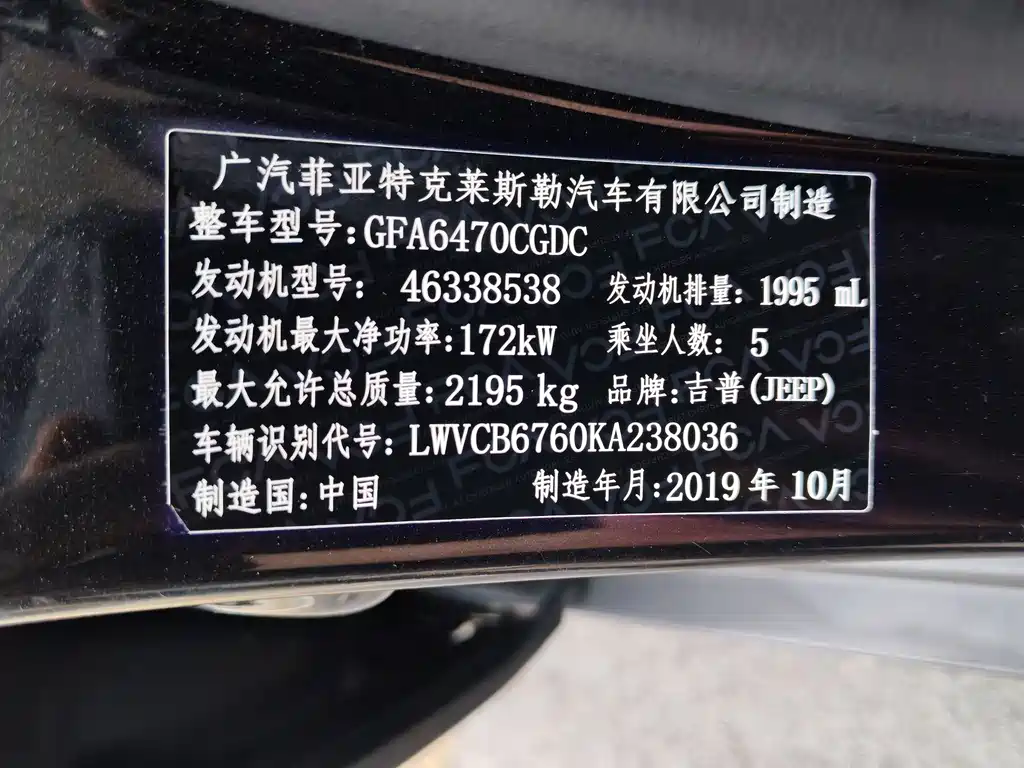 广汽菲亚特克莱斯勒汽车有限公司制造
整车型号:GFA6470CGDC
发动机型号: 46338538 发动机排量: 1995 mL
发动机最大净功率:172kW 乘坐人数: 5
最大允许总质量: 2195 kg 品牌:吉普(JEEP)
车辆识别代号: LWVCB6760KA238036
制造国:中国 制造年月:2019 年 10月